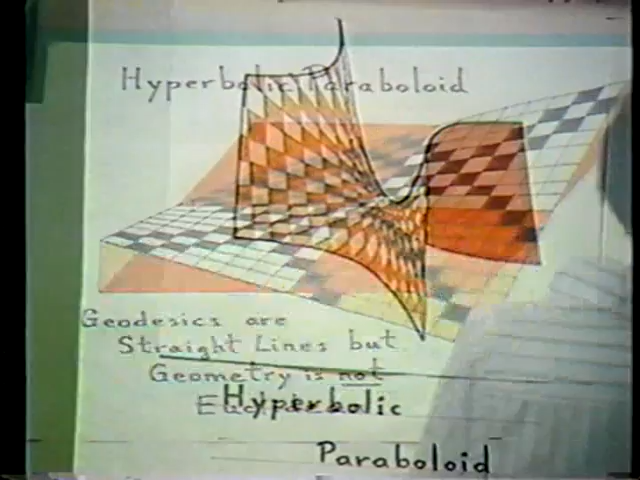 Hyperbolic Paraboloid
Geodesics are
Straight Lines but
Geometry is not
Hyperbolic
Paraboloid